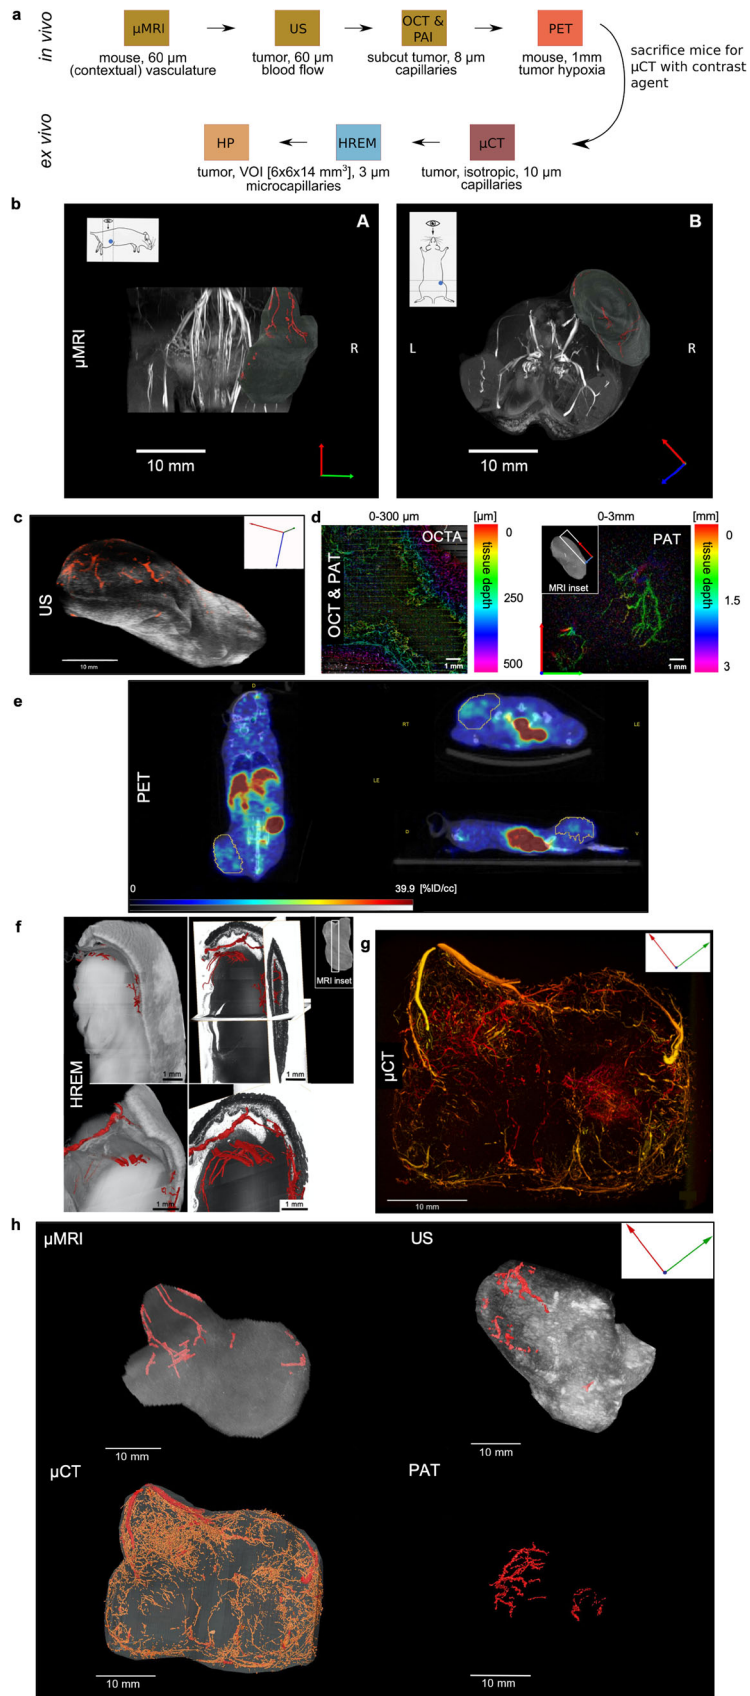 a
in vivo
µMRI
US
OCT &
PAI
PET
mouse, 60 µm
(contextual) vasculature
tumor, 60 µm
blood flow
subcut tumor, 8 µm
capillaries
mouse, 1mm
tumor hypoxia
sacrifice mice for
µCT with contrast
agent
ex vivo
HP
HREM
µCT
tumor, VOI [6x6x14 mm³], 3 µm
microcapillaries
tumor, isotropic, 10 µm
capillaries
b
A
B
µMRI
R
L
R
10 mm
10 mm
c
US
10 mm
d
0-300 µm
[µm]
0-3mm
[mm]
OCT & PAT
OCTA
0
tissue depth
250
500
PAT
MRI inset
0
tissue depth
1.5
3
1 mm
1 mm
e
PET
D
LE
RT
LE
D
V
0
39.9
[%ID/cc]
f
HREM
MRI inset
1 mm
1 mm
1 mm
1 mm
g
µCT
10 mm
h
µMRI
US
10 mm
10 mm
µCT
PAT
10 mm
10 mm